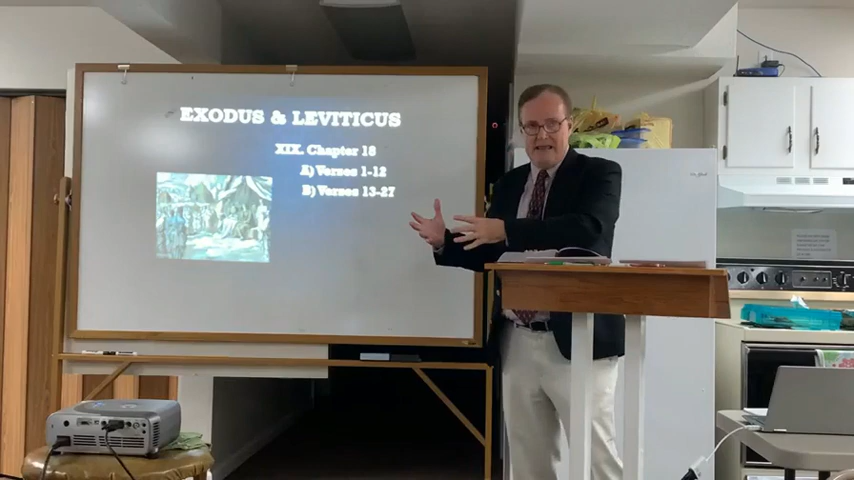 EXODUS & LEVITICUS
XIX. Chapter 18
A) Verses 1-12
B) Verses 13-27